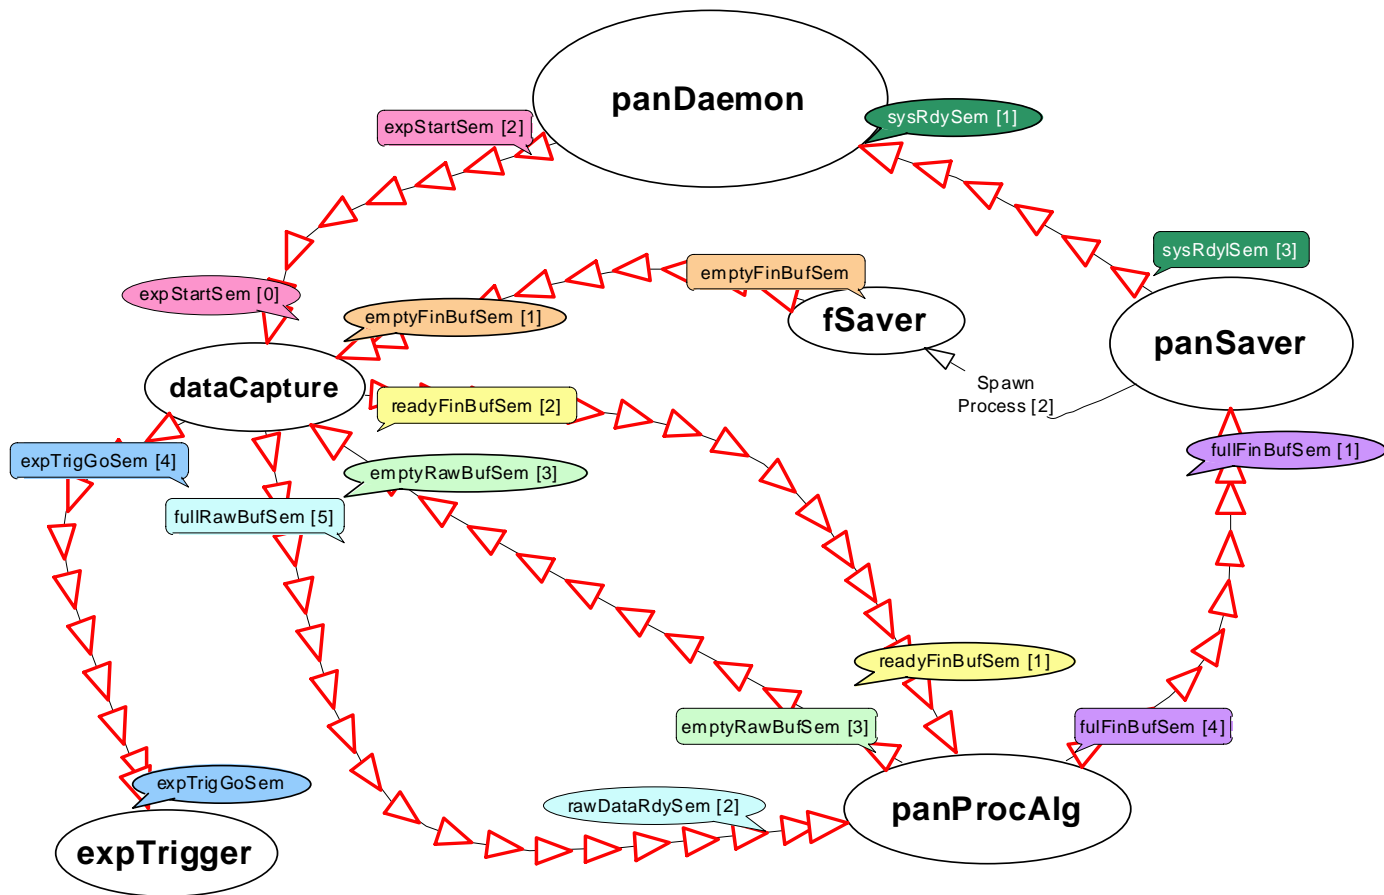 panDaemon
expStartSem [2]
sysRdySem [1]
sysRdylSem [3]
emptyFinBufSem
expStartSem [0]
emptyFinBufSem [1]
fSaver
panSaver
dataCapture
Spawn
Process [2]
readyFinBufSem [2]
expTrigGoSem [4]
emptyRawBufSem [3]
fullFinBufSem [1]
fullRawBufSem [5]
readyFinBufSem [1]
emptyRawBufSem [3]
fulFinBufSem [4]
expTrigGoSem
rawDataRdySem [2]
panProcAlg
expTrigger